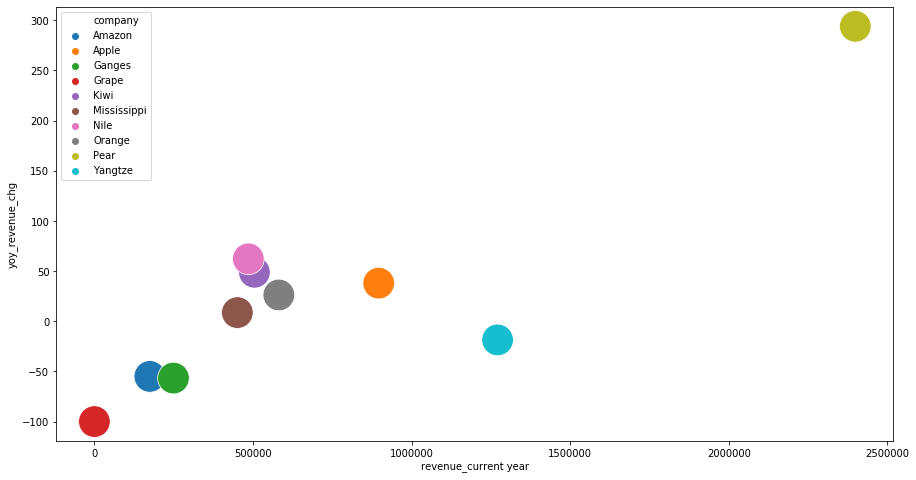 company
Amazon
Apple
Ganges
Grape
Kiwi
Mississippi
Nile
Orange
Pear
Yangtze
300
250
200
150
100
50
0
−50
−100
yoy_revenue_chg
0 500000 1000000 1500000 2000000 2500000
revenue_current year